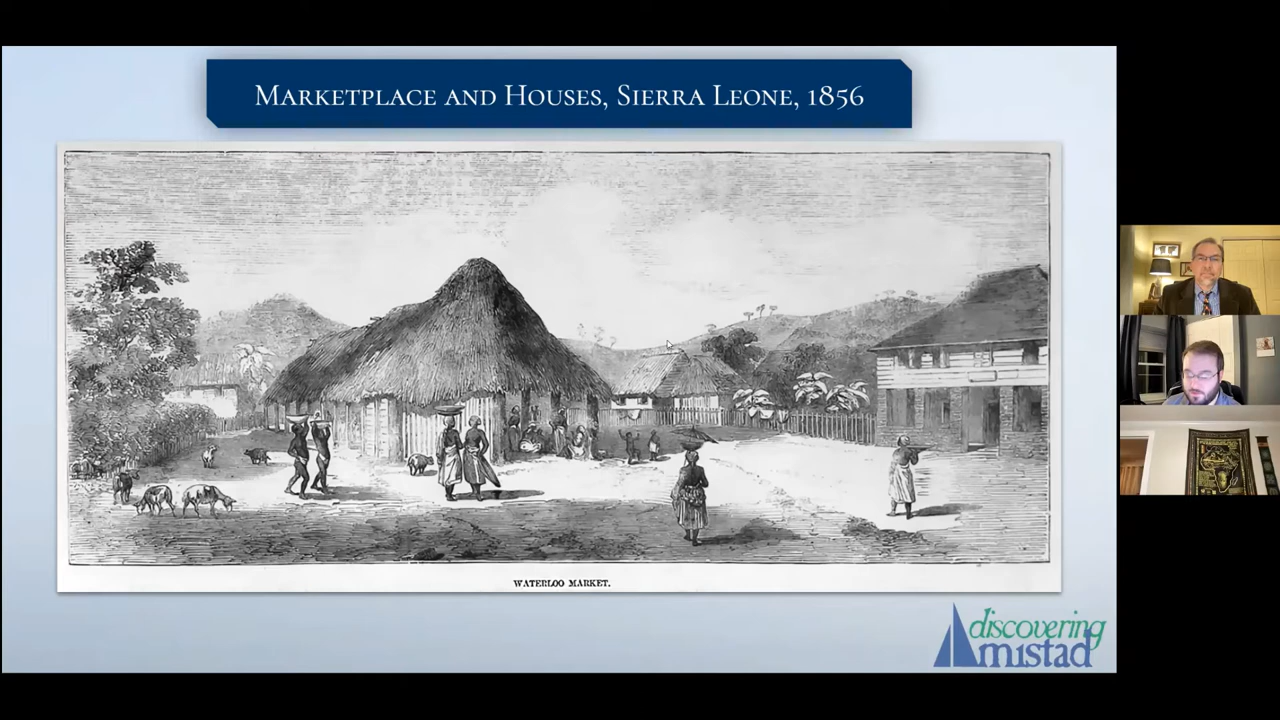 Marketplace and Houses, Sierra Leone, 1856
WATERLOO MARKET.
discovering
amistad